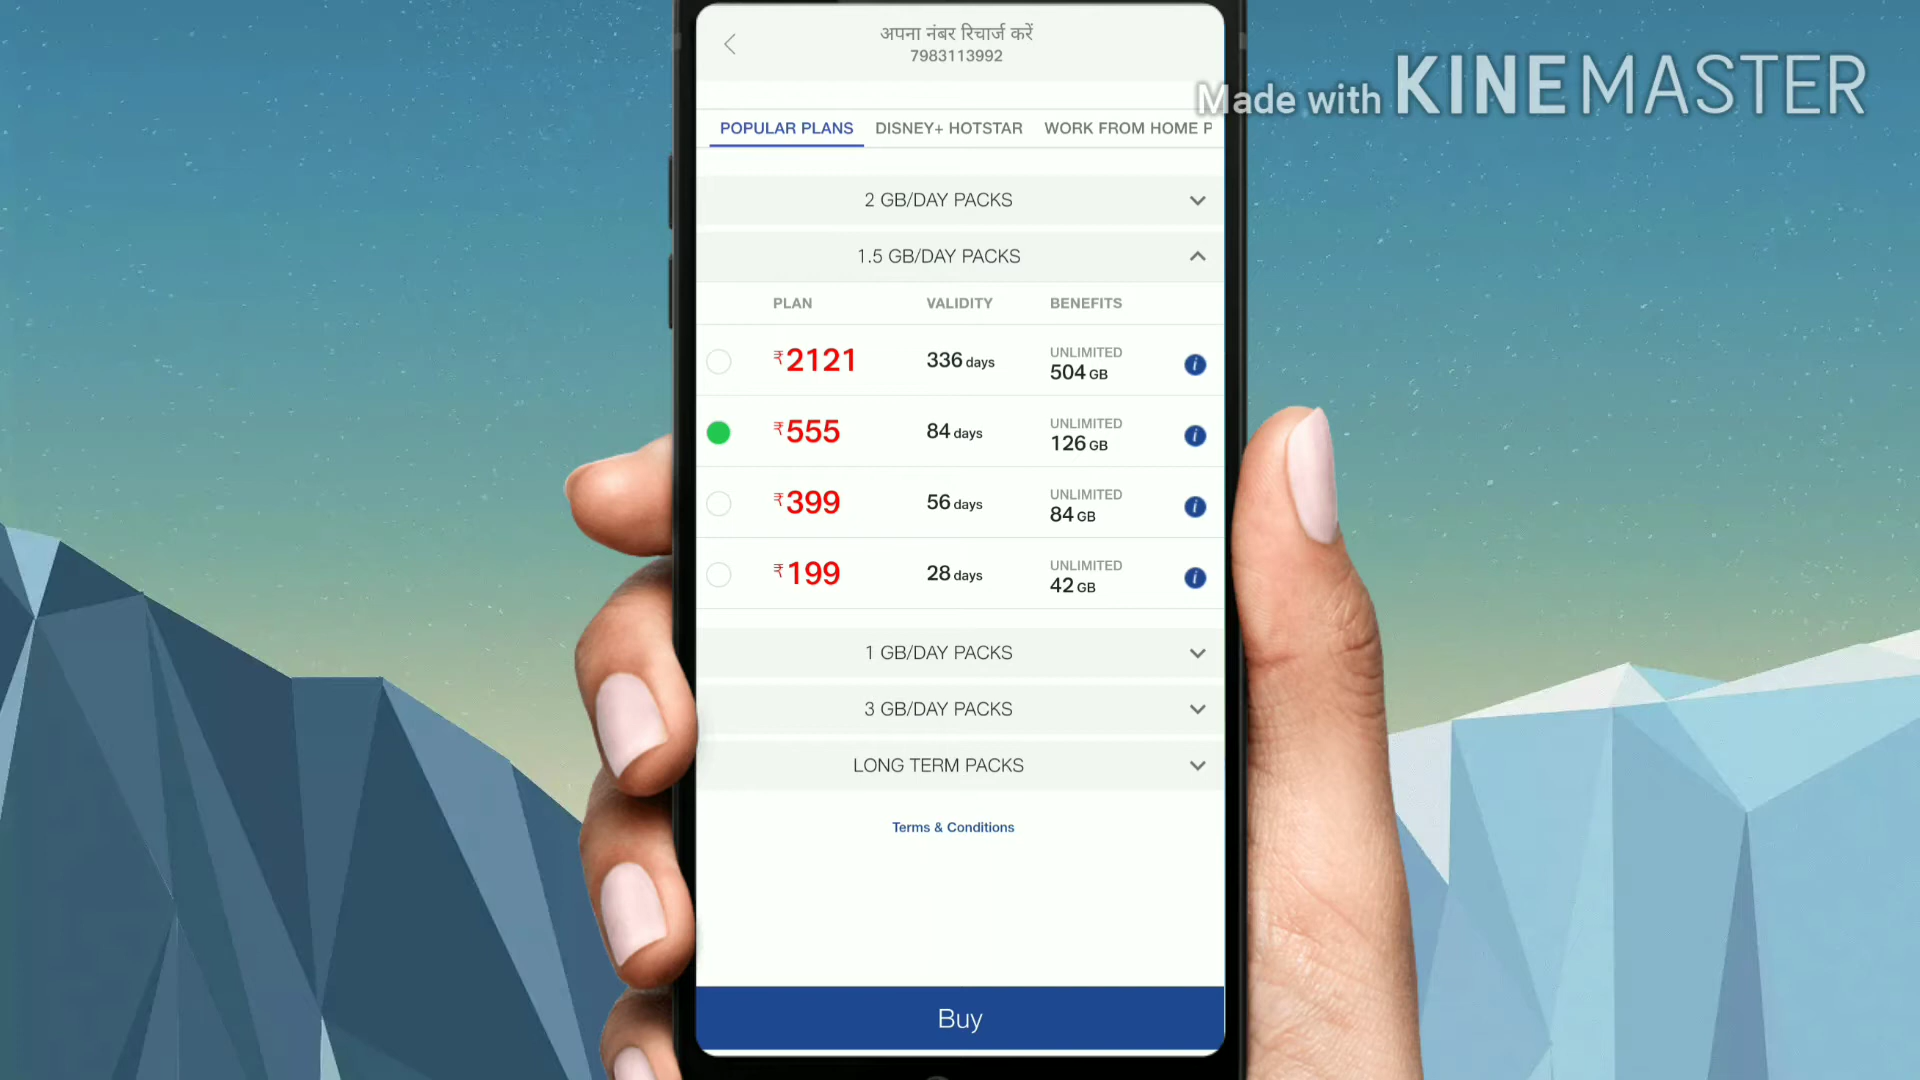 अपना नंबर रिचार्ज करें
7983113992
Made with KINEMASTER
POPULAR PLANS DISNEY+ HOTSTAR WORK FROM HOME P
2 GB/DAY PACKS
1.5 GB/DAY PACKS
PLAN VALIDITY BENEFITS
₹2121 336 days UNLIMITED
504 GB
₹555 84 days UNLIMITED
126 GB
₹399 56 days UNLIMITED
84 GB
₹199 28 days UNLIMITED
42 GB
1 GB/DAY PACKS
3 GB/DAY PACKS
LONG TERM PACKS
Terms & Conditions
Buy